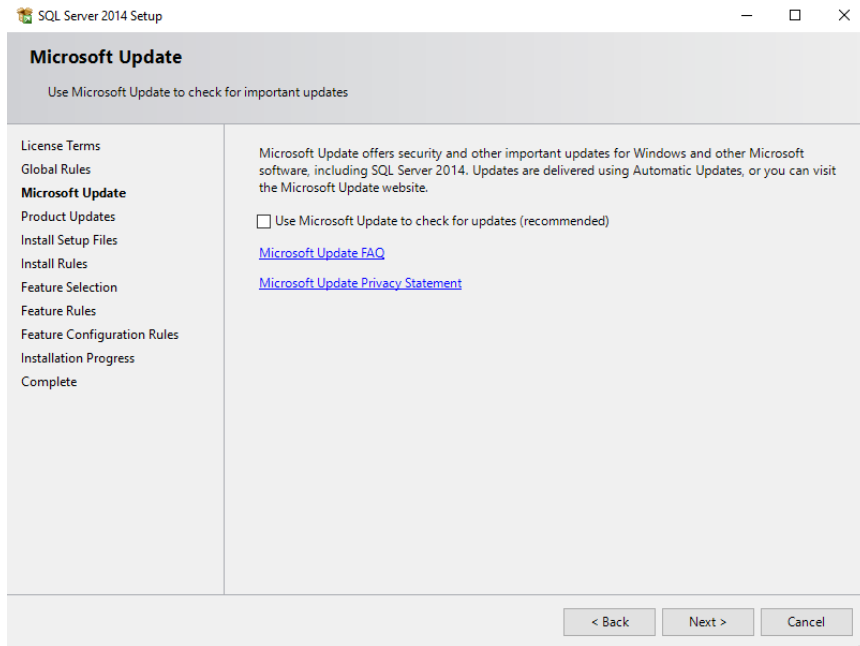 SQL Server 2014 Setup
Microsoft Update
Use Microsoft Update to check for important updates
License Terms
Global Rules
Microsoft Update
Product Updates
Install Setup Files
Install Rules
Feature Selection
Feature Rules
Feature Configuration Rules
Installation Progress
Complete
Microsoft Update offers security and other important updates for Windows and other Microsoft
software, including SQL Server 2014. Updates are delivered using Automatic Updates, or you can visit
the Microsoft Update website.
Use Microsoft Update to check for updates (recommended)
Microsoft Update FAQ
Microsoft Update Privacy Statement
< Back
Next >
Cancel